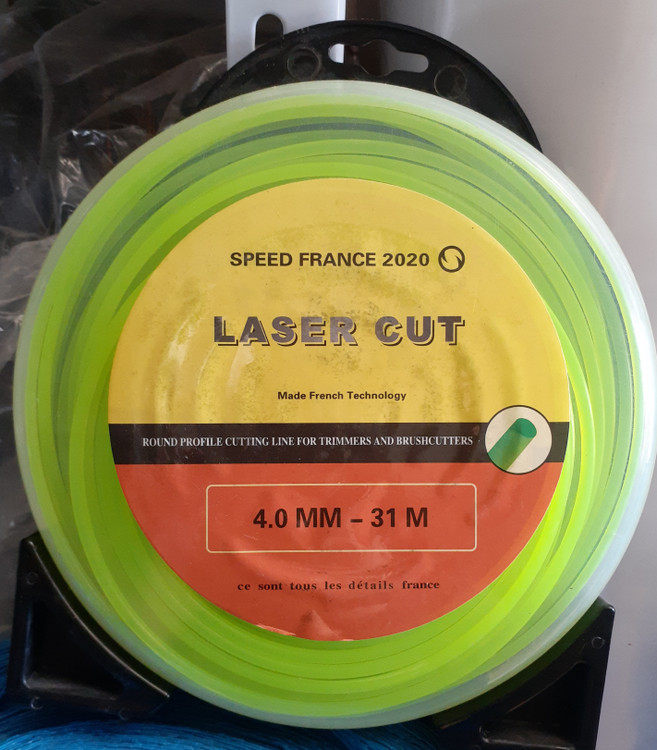 SPEED FRANCE 2020
LASER CUT
Made French Technology
ROUND PROFILE CUTTING LINE FOR TRIMMERS AND BRUSHCUTTERS
4.0 MM – 31 M
ce sont tous les détails france